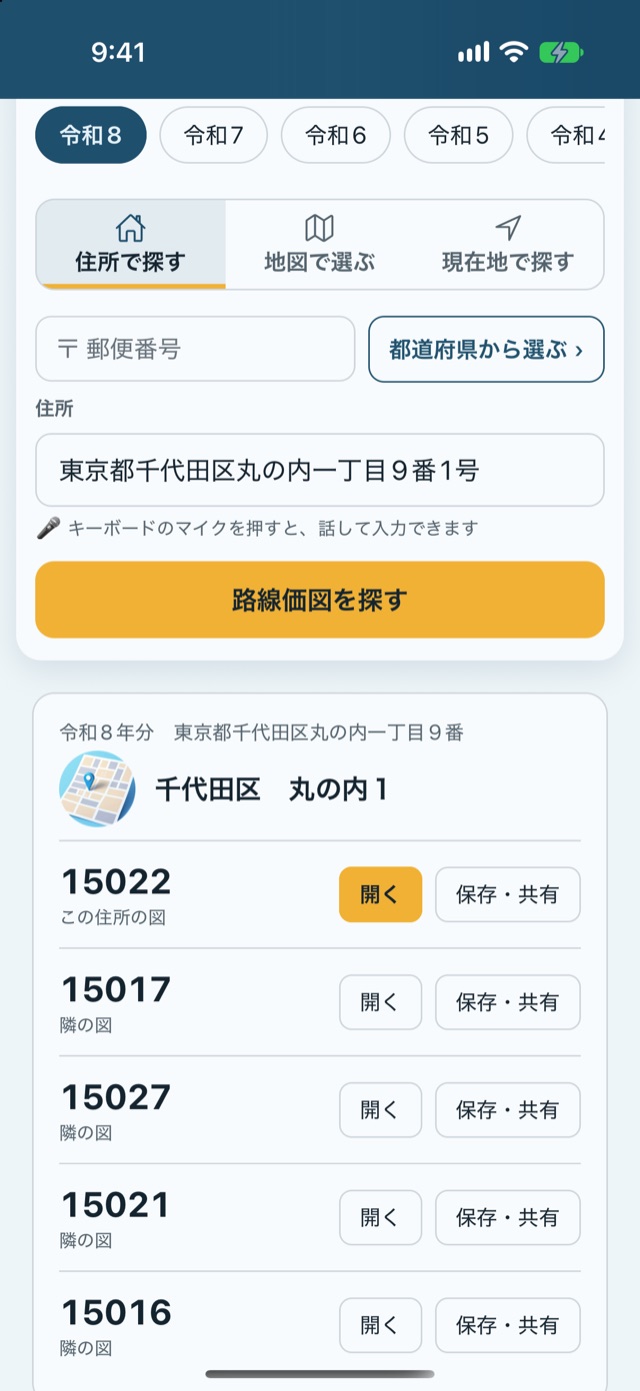 9:41
令和8 令和7 令和6 令和5 令和4
住所で探す 地図で選ぶ 現在地で探す
〒郵便番号 都道府県から選ぶ ›
住所
東京都千代田区丸の内一丁目9番1号
キーボードのマイクを押すと、話して入力できます
路線価図を探す
令和8年分 東京都千代田区丸の内一丁目9番
千代田区 丸の内1
15022 開く 保存・共有
この住所の図
15017 開く 保存・共有
隣の図
15027 開く 保存・共有
隣の図
15021 開く 保存・共有
隣の図
15016 開く 保存・共有
隣の図